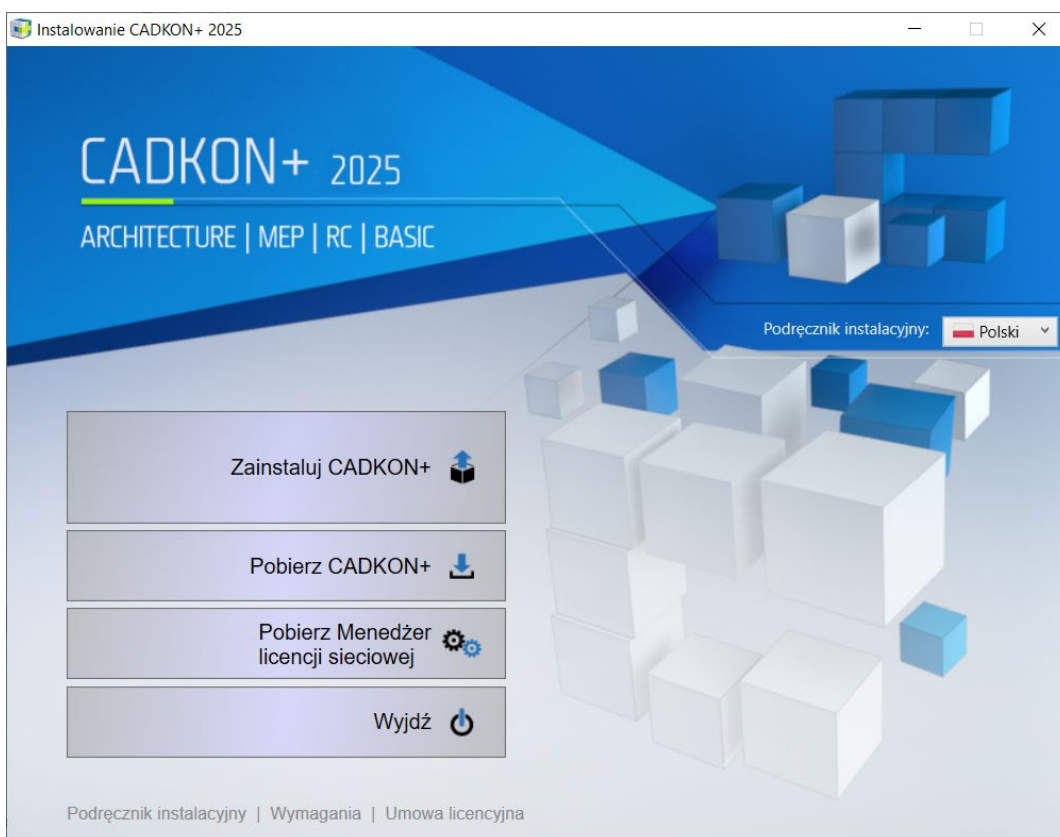 Instalowanie CADKON+ 2025
CADKON+ 2025
ARCHITECTURE | MEP | RC | BASIC
Podręcznik instalacyjny: Polski
Zainstaluj CADKON+
Pobierz CADKON+
Pobierz Menedżer
licencji sieciowej
Wyjdź
Podręcznik instalacyjny | Wymagania | Umowa licencyjna